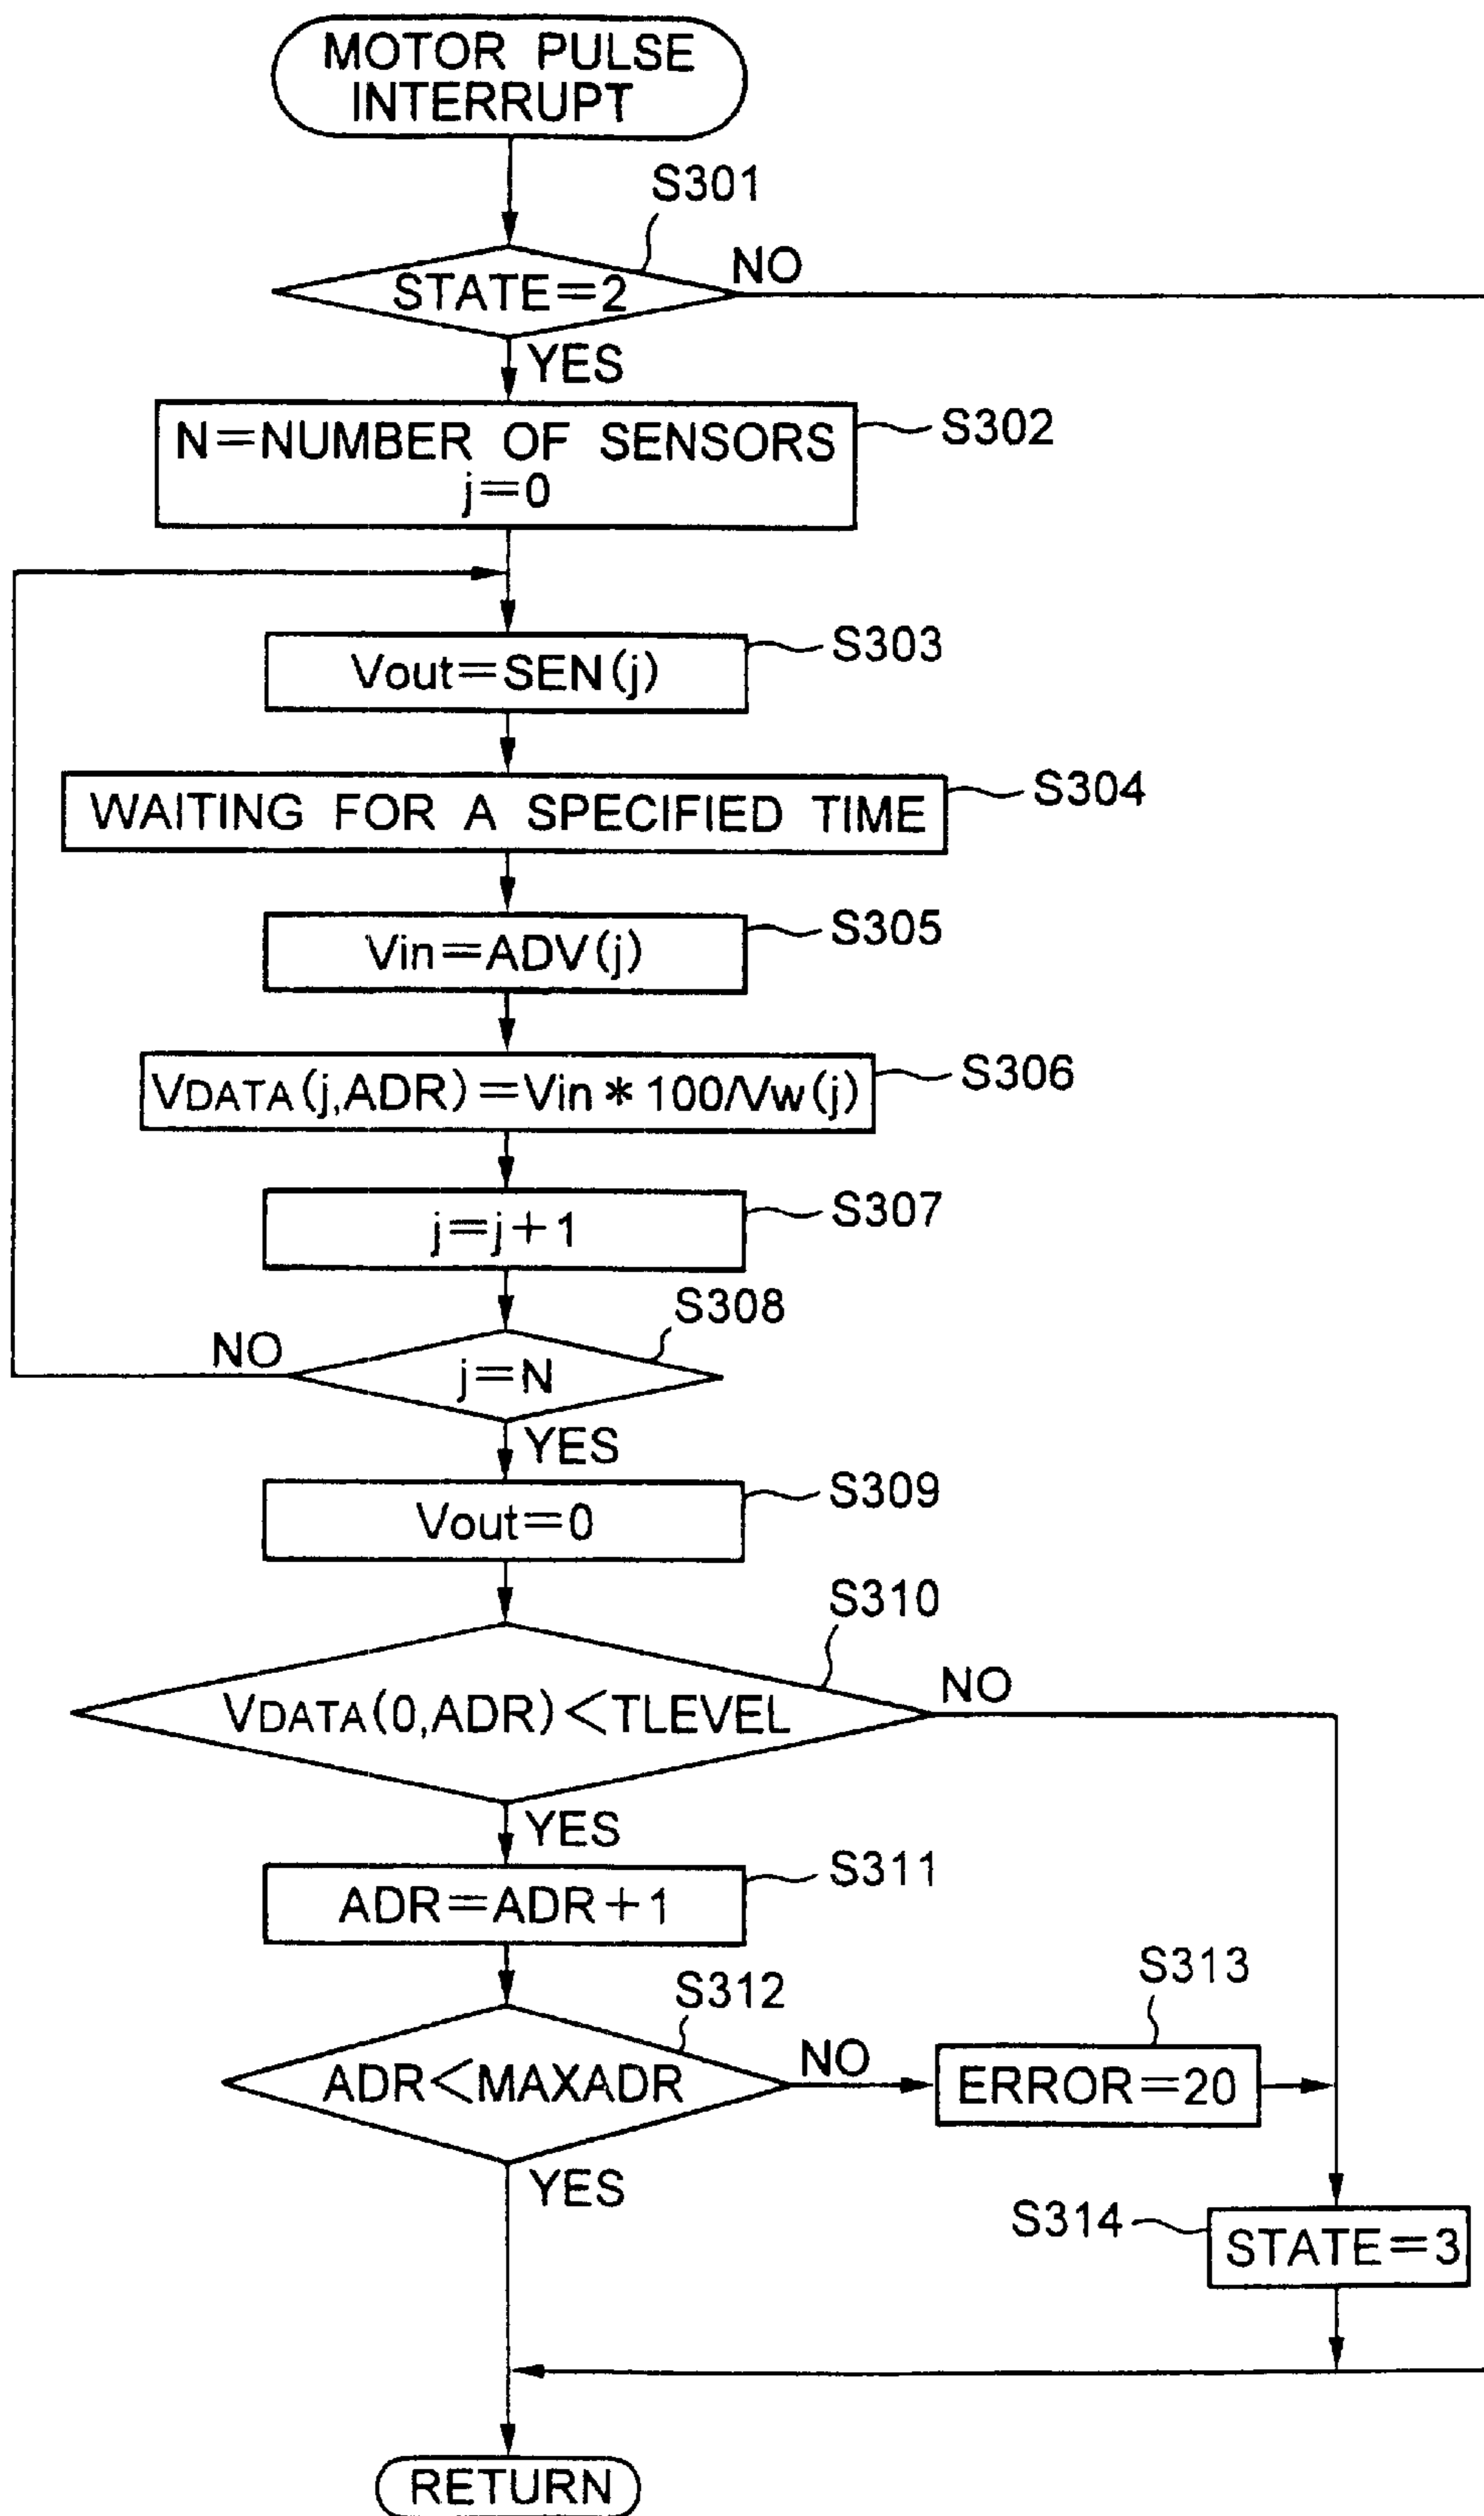 MOTOR PULSE
INTERRUPT
S301
STATE=2
NO
YES
S302
N=NUMBER OF SENSORS
j=0
S303
Vout=SEN(j)
S304
WAITING FOR A SPECIFIED TIME
S305
Vin=ADV(j)
S306
VDATA(j,ADR)=Vin*100/Vw(j)
S307
j=j+1
S308
NO
j=N
YES
S309
Vout=0
S310
VDATA(0,ADR)<TLEVEL
NO
YES
S311
ADR=ADR+1
S312
S313
ADR<MAXADR
NO
ERROR=20
YES
S314
STATE=3
RETURN